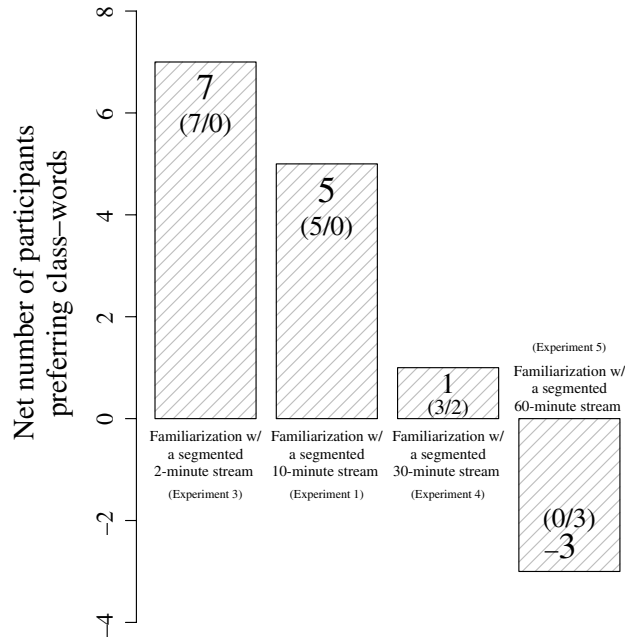 Net number of participants
preferring class–words
8
6
4
2
0
–2
–4
7
(7/0)
5
(5/0)
1
(3/2)
(0/3)
–3
Familiarization w/
a segmented
2-minute stream
(Experiment 3)
Familiarization w/
a segmented
10-minute stream
(Experiment 1)
Familiarization w/
a segmented
30-minute stream
(Experiment 4)
(Experiment 5)
Familiarization w/
a segmented
60-minute stream